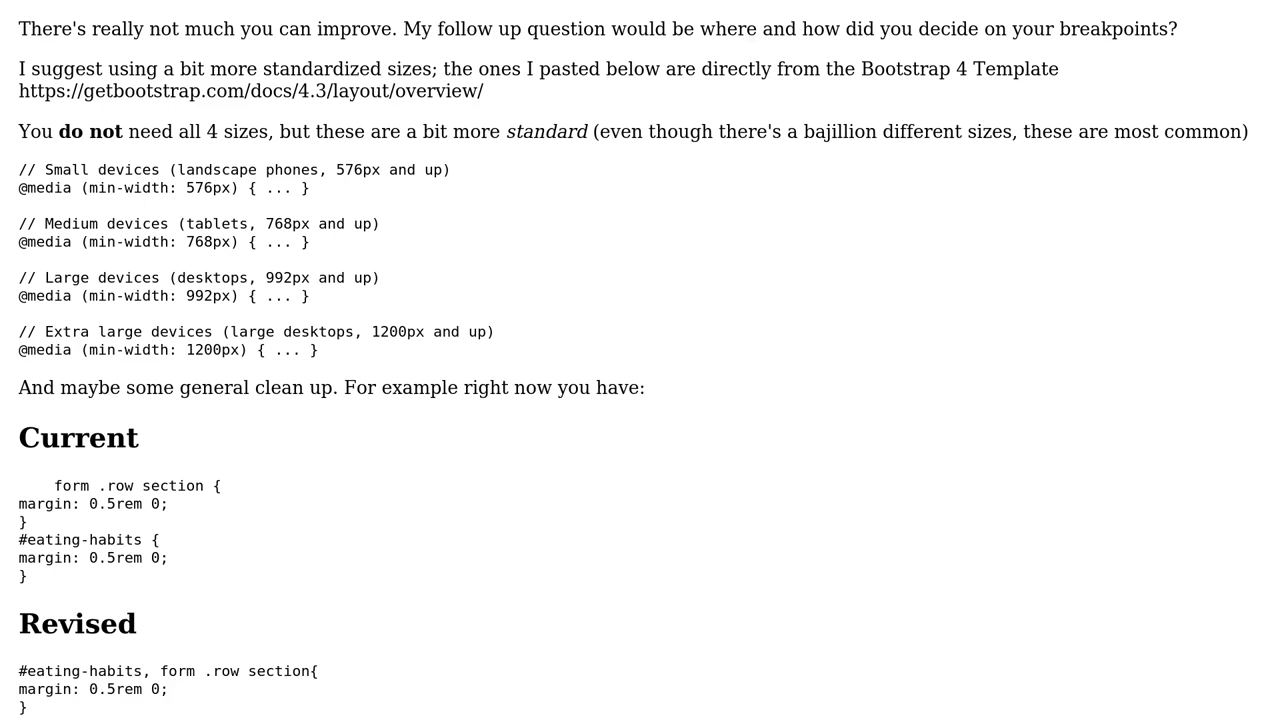 There's really not much you can improve. My follow up question would be where and how did you decide on your breakpoints?
I suggest using a bit more standardized sizes; the ones I pasted below are directly from the Bootstrap 4 Template
https://getbootstrap.com/docs/4.3/layout/overview/
You do not need all 4 sizes, but these are a bit more standard (even though there's a bajillion different sizes, these are most common)
// Small devices (landscape phones, 576px and up)
@media (min-width: 576px) { ... }
// Medium devices (tablets, 768px and up)
@media (min-width: 768px) { ... }
// Large devices (desktops, 992px and up)
@media (min-width: 992px) { ... }
// Extra large devices (large desktops, 1200px and up)
@media (min-width: 1200px) { ... }
And maybe some general clean up. For example right now you have:
Current
    form .row section {
margin: 0.5rem 0;
}
#eating-habits {
margin: 0.5rem 0;
}
Revised
#eating-habits, form .row section{
margin: 0.5rem 0;
}